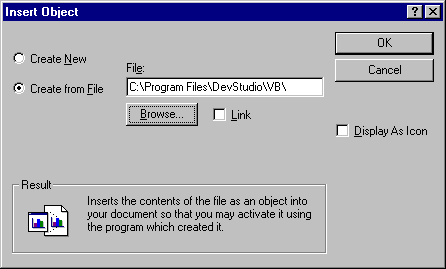 Insert Object
Create New
Create from File
File:
C:\Program Files\DevStudio\VB\
Browse...
Link
OK
Cancel
Display As Icon
Result
Inserts the contents of the file as an object into
your document so that you may activate it using
the program which created it.